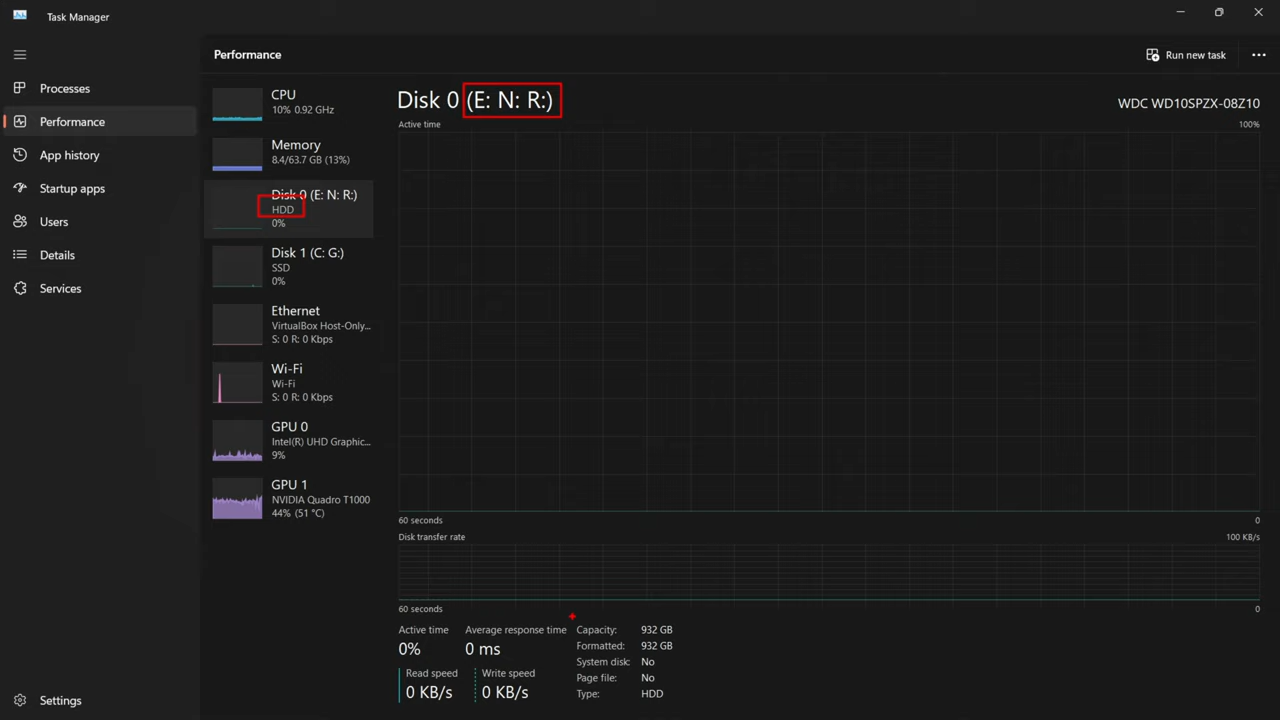 Task Manager
Processes
Performance
App history
Startup apps
Users
Details
Services
Settings
Performance
Run new task
CPU
10% 0.92 GHz
Memory
8.4/63.7 GB (13%)
Disk 0 (E: N: R:)
HDD
0%
Disk 1 (C: G:)
SSD
0%
Ethernet
VirtualBox Host-Only...
S: 0 R: 0 Kbps
Wi-Fi
Wi-Fi
S: 0 R: 0 Kbps
GPU 0
Intel(R) UHD Graphic...
9%
GPU 1
NVIDIA Quadro T1000
44% (51 °C)
Disk 0 (E: N: R:)
WDC WD10SPZX-08Z10
Active time
100%
60 seconds
0
Disk transfer rate
100 KB/s
60 seconds
0
Active time
0%
Average response time
0 ms
Read speed
0 KB/s
Write speed
0 KB/s
Capacity: 932 GB
Formatted: 932 GB
System disk: No
Page file: No
Type: HDD